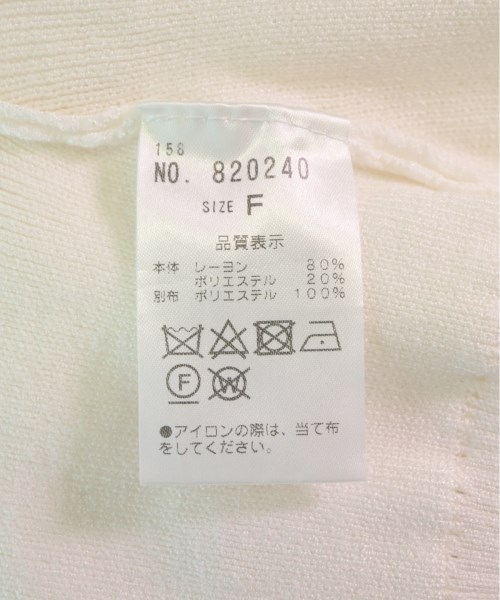 158
NO. 820240
SIZE F
品質表示
本体 レーヨン 80%
ポリエステル 20%
別布 ポリエステル 100%
F W
●アイロンの際は、当て布
をしてください。